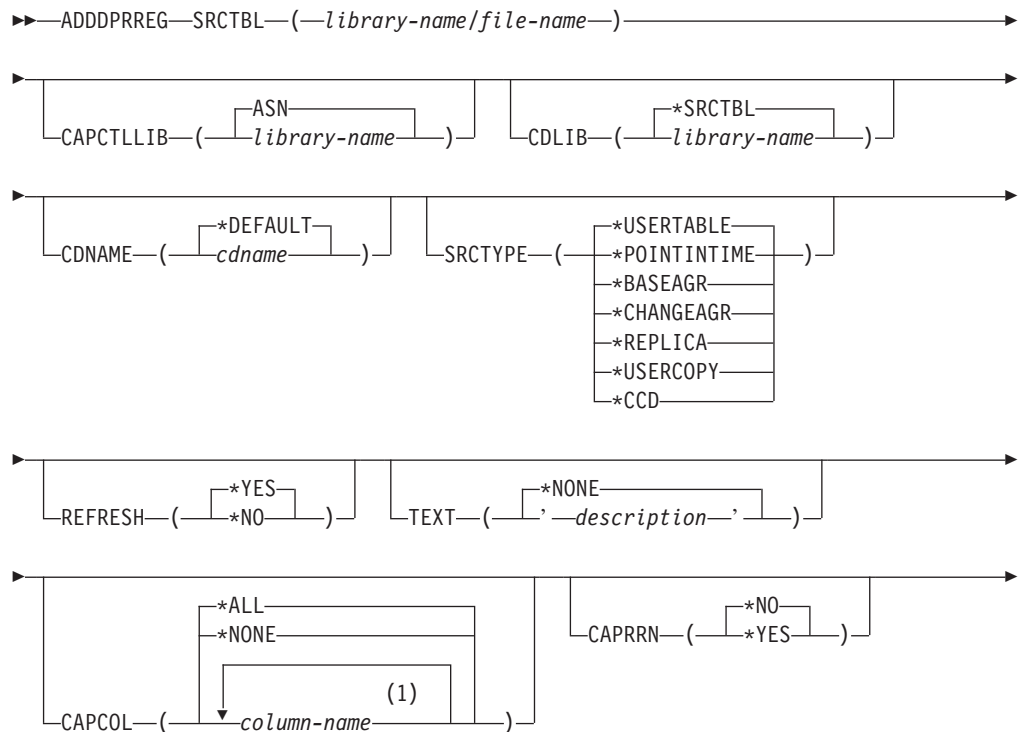 ADDDPRREG SRCTBL ( library-name/file-name )
ASN *SRCTBL
CAPCTLLIB ( library-name ) CDLIB ( library-name )
*DEFAULT *USERTABLE
CDNAME ( cdname ) SRCTYPE ( *POINTINTIME )
*BASEAGR
*CHANGEAGR
*REPLICA
*USERCOPY
*CCD
*YES *NONE
REFRESH ( *NO ) TEXT ( ' description ' )
*ALL *NO
*NONE CAPRRN ( *YES )
(1)
CAPCOL ( column-name )